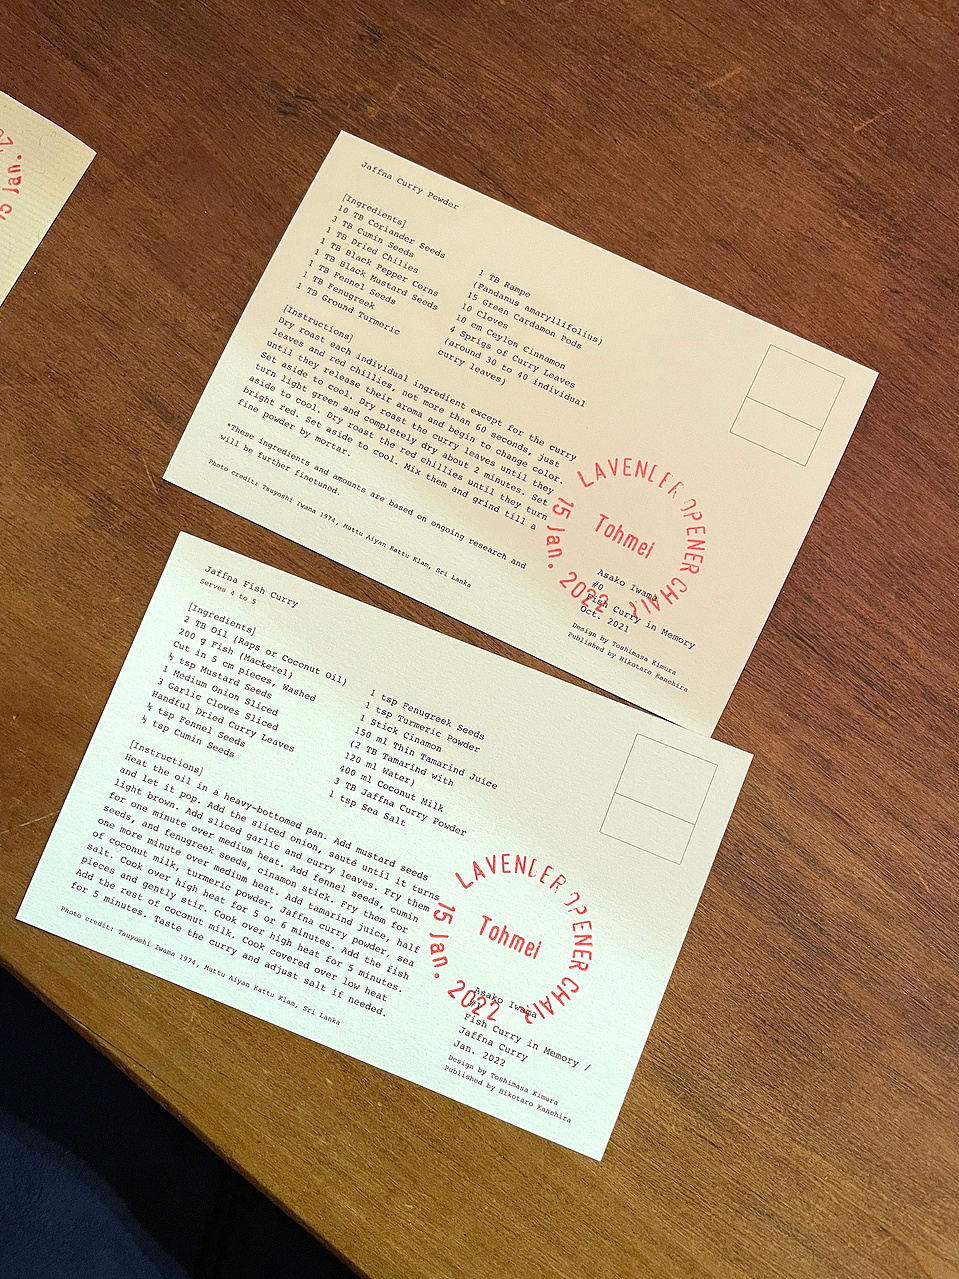 20
15 Jan.
Jaffna Curry Powder
[Ingredients]
10 TB Coriander Seeds
3 TB Cumin Seeds
1 TB Dried Chilies
1 TB Black Pepper Corns
1 TB Black Mustard Seeds
1 TB Fennel Seeds
1 TB Fenugreek
1 TB Ground Turmeric
1 TB Rampe
(Pandanus amaryllifolius)
15 Green Cardamon Pods
10 Cloves
10 cm Ceylon Cinnamon
4 Sprigs of Curry Leaves
(around 30 to 40 individual
curry leaves)
[Instructions]
Dry roast each individual ingredient except for the curry
leaves and red chillies, not more than 60 seconds, just
until they release their aroma and begin to change color.
Set aside to cool. Dry roast the curry leaves until they
turn light green and completely dry about 2 minutes. Set
aside to cool. Dry roast the red chillies until they turn
bright red. Set aside to cool. Mix them and grind till a
fine powder by mortar.
*These ingredients and amounts are based on ongoing research and
will be further finetuned.
Photo credit: Tsuyoshi Iwama 1974, Muttu Aiyan Kattu Klam, Sri Lanka
LAVENDER OPENER CHAIR
Tohmei
15 Jan. 2022
Asako Iwama
#0
Fish Curry in Memory
Oct. 2021
Design by Toshimasa Kimura
Published by Hikotaro Kanehira
Jaffna Fish Curry
Serves 4 to 5
[Ingredients]
2 TB Oil (Raps or Coconut Oil)
200 g Fish (Mackerel)
Cut in 5 cm pieces, Washed
½ tsp Mustard Seeds
1 Medium Onion Sliced
3 Garlic Cloves Sliced
Handful Dried Curry Leaves
½ tsp Fennel Seeds
½ tsp Cumin Seeds
1 tsp Fenugreek Seeds
1 tsp Turmeric Powder
1 Stick Cinamon
150 ml Thin Tamarind Juice
(2 TB Tamarind with
120 ml Water)
400 ml Coconut Milk
3 TB Jaffna Curry Powder
1 tsp Sea Salt
[Instructions]
Heat the oil in a heavy-bottomed pan. Add mustard seeds
and let it pop. Add the sliced onion, sauté until it turns
light brown. Add sliced garlic and curry leaves. Fry them
for one minute over medium heat. Add fennel seeds, cumin
seeds, and fenugreek seeds, cinamon stick. Fry them for
one more minute over medium heat. Add tamarind juice, half
of coconut milk, turmeric powder, Jaffna curry powder, sea
salt. Cook over high heat for 5 or 6 minutes. Add the fish
pieces and gently stir. Cook over high heat for 5 minutes.
Add the rest of coconut milk. Cook covered over low heat
for 5 minutes. Taste the curry and adjust salt if needed.
Photo credit: Tsuyoshi Iwama 1974, Muttu Aiyan Kattu Klam, Sri Lanka
LAVENDER OPENER CHAIR
Tohmei
15 Jan. 2022
Asako Iwama
Fish Curry in Memory /
Jaffna Curry
Jan. 2022
Design by Toshimasa Kimura
Published by Hikotaro Kanehira